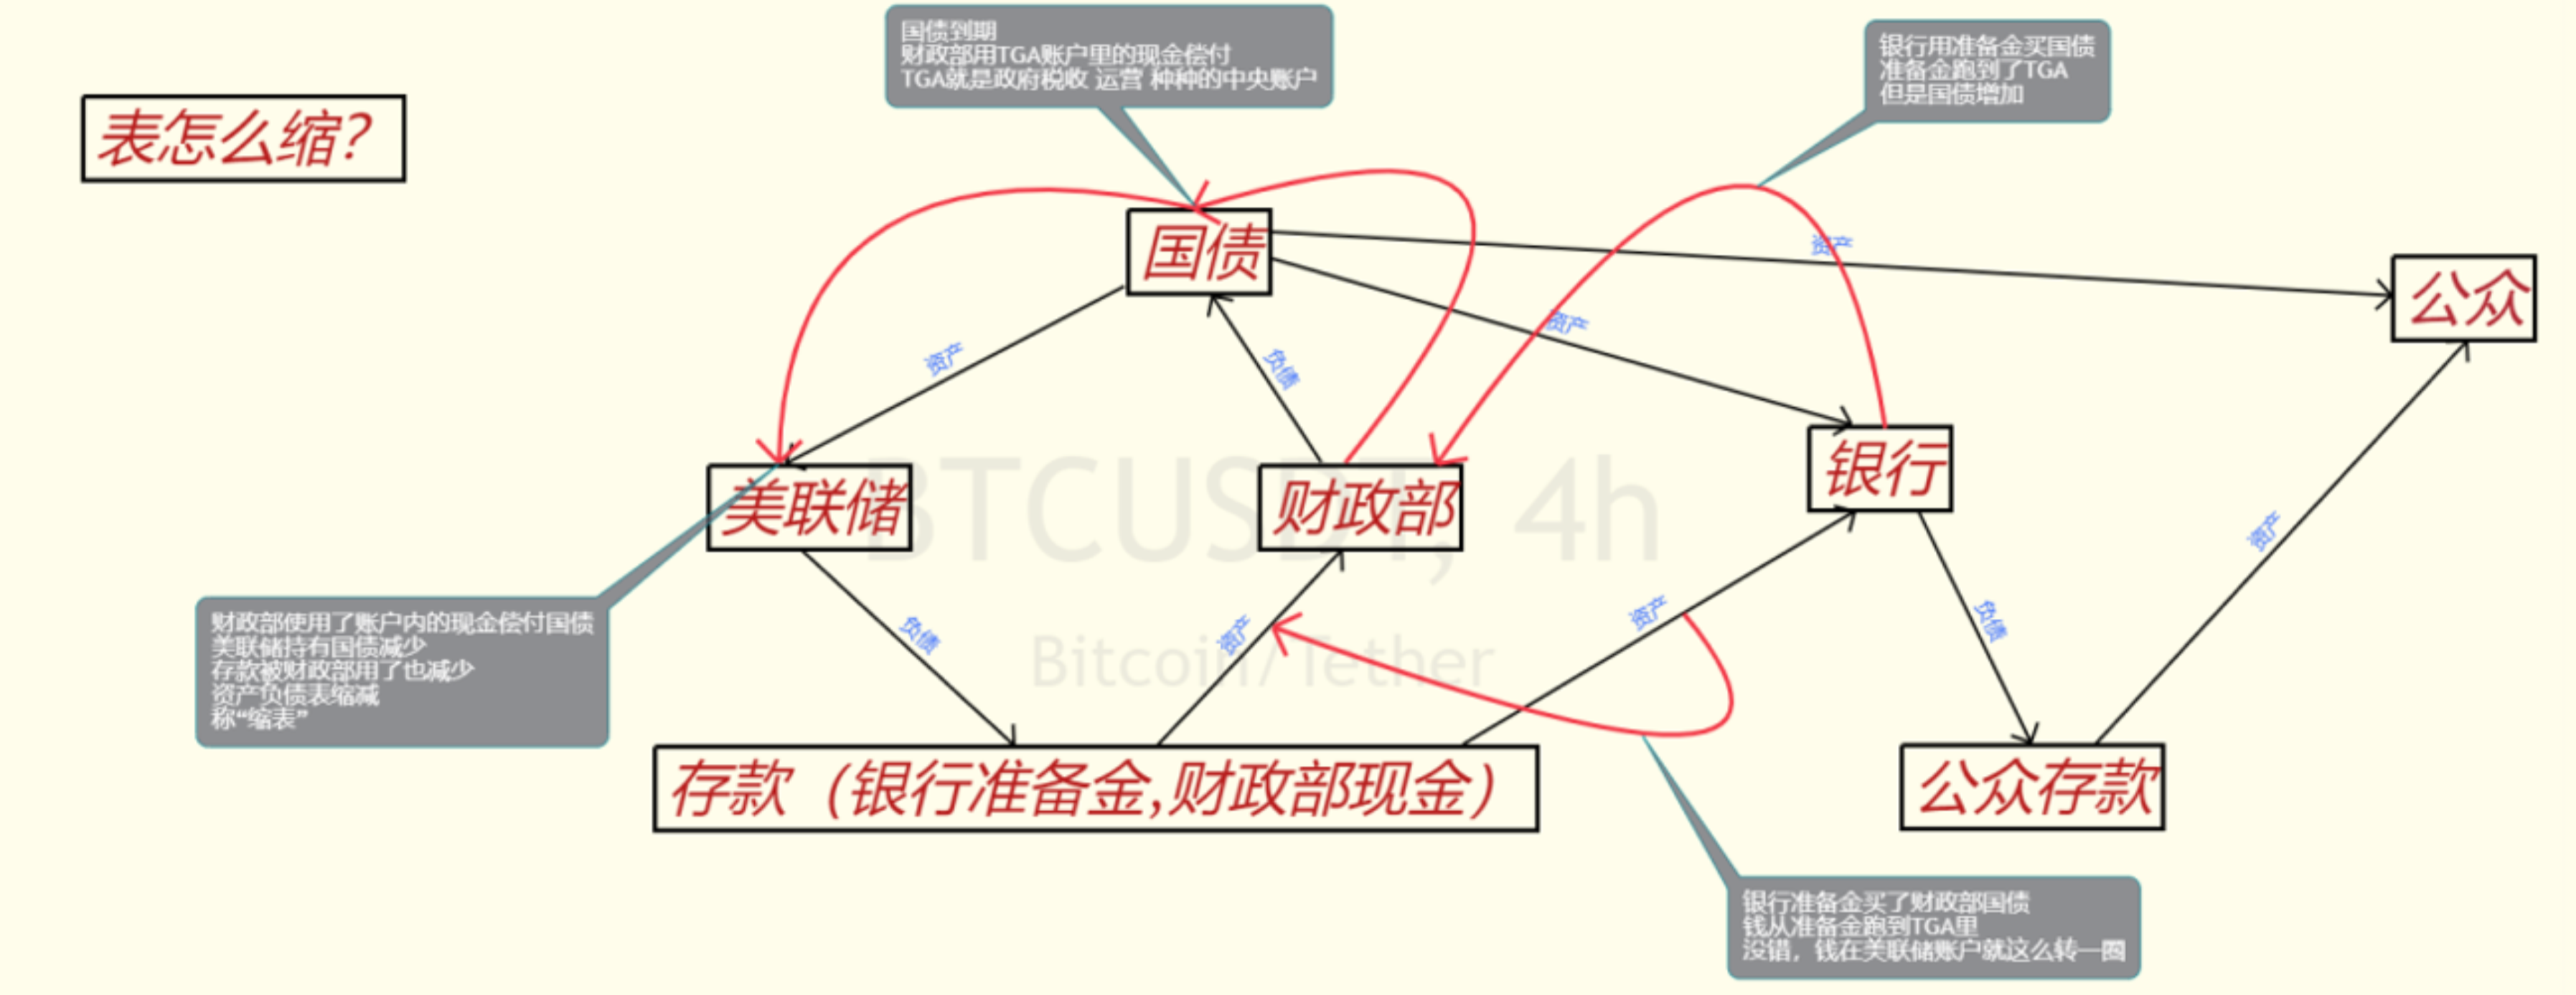 国债到期
财政部用TGA账户里的现金偿付
TGA就是政府税收 运营 种种的中央账户
银行用准备金买国债
准备金跑到了TGA
但是国债增加
表怎么缩？
国债
资产
公众
资产
资产
负债
银行
美联储
财政部
BTCUSDT, 4h
资产
财政部使用了账户内的现金偿付国债
美联储持有国债减少
存款被财政部用了也减少
资产负债表缩减
称“缩表”
负债
资产
资产
负债
Bitcoin/Tether
存款（银行准备金,财政部现金）
公众存款
银行准备金买了财政部国债
钱从准备金跑到TGA里
没错，钱在美联储账户就这么转一圈